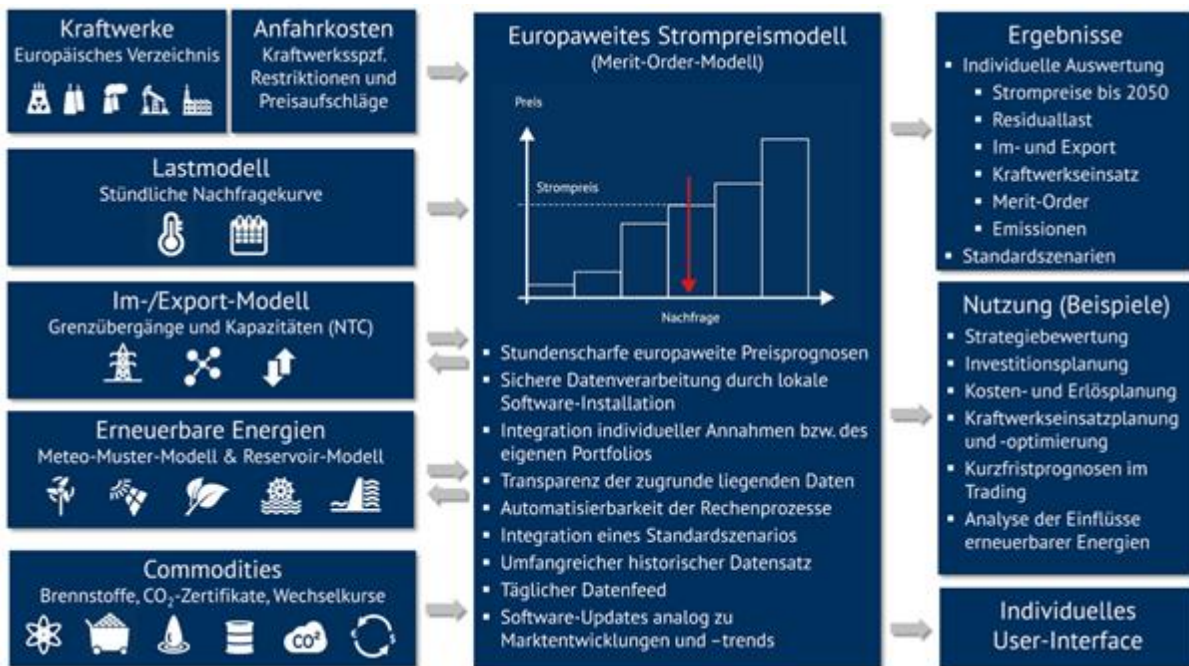 Kraftwerke
Europäisches Verzeichnis
Anfahrkosten
Kraftwerksspzf.
Restriktionen und
Preisaufschläge
Lastmodell
Stündliche Nachfragekurve
Im-/Export-Modell
Grenzübergänge und Kapazitäten (NTC)
Erneuerbare Energien
Meteo-Muster-Modell & Reservoir-Modell
Commodities
Brennstoffe, CO₂-Zertifikate, Wechselkurse
CO²
Europaweites Strompreismodell
(Merit-Order-Modell)
Preis
Strompreis
Nachfrage
▪ Stundenscharfe europaweite Preisprognosen
▪ Sichere Datenverarbeitung durch lokale
Software-Installation
▪ Integration individueller Annahmen bzw. des
eigenen Portfolios
▪ Transparenz der zugrunde liegenden Daten
▪ Automatisierbarkeit der Rechenprozesse
▪ Integration eines Standardszenarios
▪ Umfangreicher historischer Datensatz
▪ Täglicher Datenfeed
▪ Software-Updates analog zu
Marktentwicklungen und –trends
Ergebnisse
▪ Individuelle Auswertung
▪ Strompreise bis 2050
▪ Residuallast
▪ Im- und Export
▪ Kraftwerkseinsatz
▪ Merit-Order
▪ Emissionen
▪ Standardszenarien
Nutzung (Beispiele)
▪ Strategiebewertung
▪ Investitionsplanung
▪ Kosten- und Erlösplanung
▪ Kraftwerkseinsatzplanung
und -optimierung
▪ Kurzfristprognosen im
Trading
▪ Analyse der Einflüsse
erneuerbarer Energien
Individuelles
User-Interface